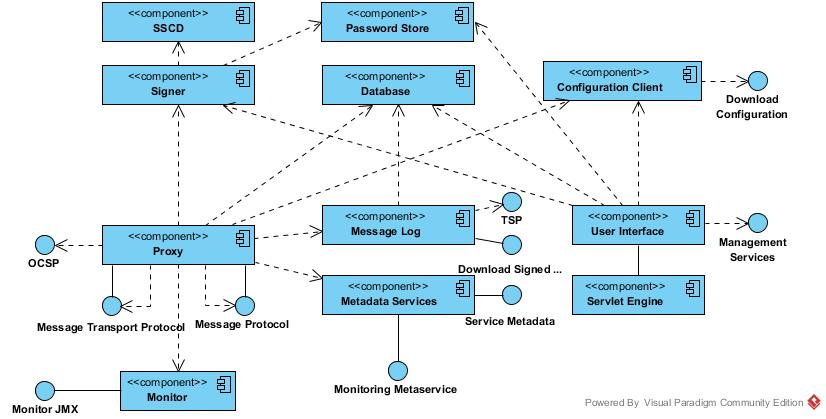 <<component>>
SSCD
<<component>>
Password Store
<<component>>
Signer
<<component>>
Database
<<component>>
Configuration Client
Download
Configuration
<<component>>
Proxy
OCSP
<<component>>
Message Log
TSP
Download Signed ...
<<component>>
User Interface
Management
Services
<<component>>
Metadata Services
Service Metadata
<<component>>
Servlet Engine
Message Transport Protocol
Message Protocol
Monitoring Metaservice
<<component>>
Monitor
Monitor JMX
Powered By Visual Paradigm Community Edition